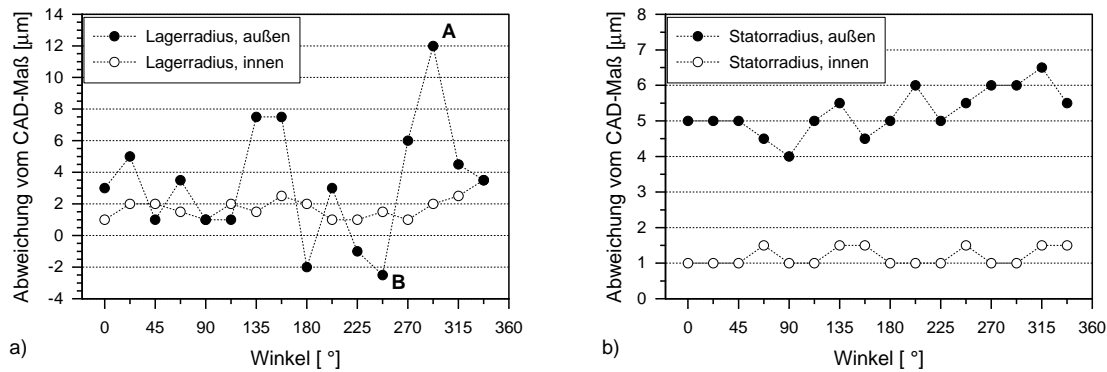 Abweichung vom CAD-Maß [µm]
14
12
10
8
6
4
2
0
-2
-4
Lagerradius, außen
Lagerradius, innen
A
B
0 45 90 135 180 225 270 315 360
Winkel [ °]
a)
Abweichung vom CAD-Maß [µm]
8
7
6
5
4
3
2
1
0
Statorradius, außen
Statorradius, innen
0 45 90 135 180 225 270 315 360
Winkel [ °]
b)